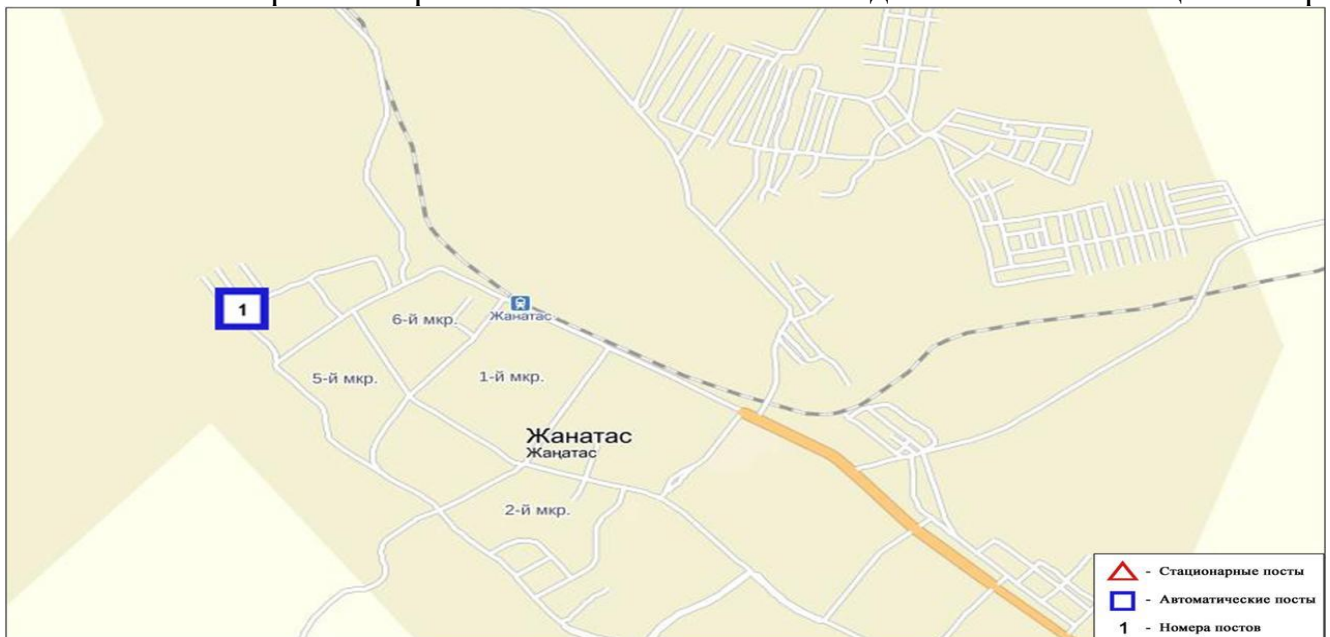 1
6-й мкр.
Жанатас
5-й мкр.
1-й мкр.
Жанатас
Жаңатас
2-й мкр.
- Стационарные посты
- Автоматические посты
1 - Номера постов